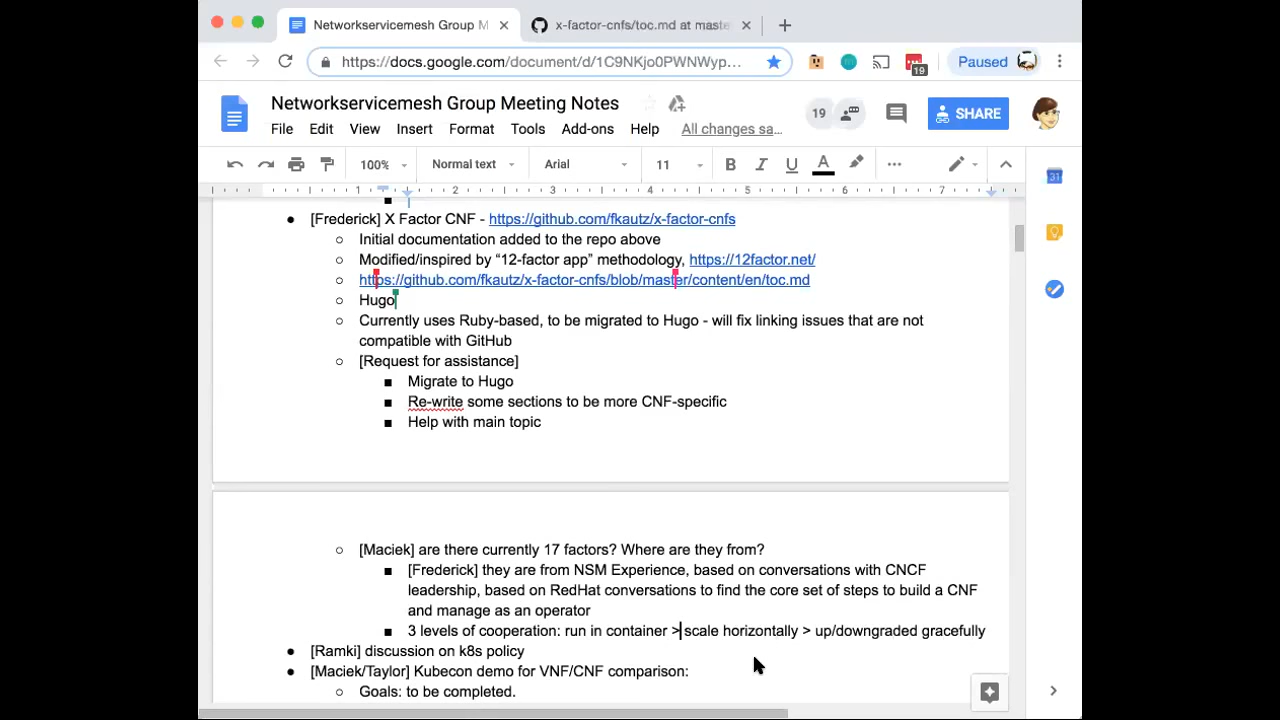 Networkservicemesh Group M
x-factor-cnfs/toc.md at maste
https://docs.google.com/document/d/1C9NKjo0PWNWyp...
19
Paused
Networkservicemesh Group Meeting Notes
19
SHARE
File Edit View Insert Format Tools Add-ons Help All changes sa...
100% Normal text Arial 11 B I U A
1 2 3 4 5 6 7
31
[Frederick] X Factor CNF - https://github.com/fkautz/x-factor-cnfs
Initial documentation added to the repo above
Modified/inspired by “12-factor app” methodology, https://12factor.net/
https://github.com/fkautz/x-factor-cnfs/blob/master/content/en/toc.md
Hugo
Currently uses Ruby-based, to be migrated to Hugo - will fix linking issues that are not
compatible with GitHub
[Request for assistance]
Migrate to Hugo
Re-write some sections to be more CNF-specific
Help with main topic
[Maciek] are there currently 17 factors? Where are they from?
[Frederick] they are from NSM Experience, based on conversations with CNCF
leadership, based on RedHat conversations to find the core set of steps to build a CNF
and manage as an operator
3 levels of cooperation: run in container > scale horizontally > up/downgraded gracefully
[Ramki] discussion on k8s policy
[Maciek/Taylor] Kubecon demo for VNF/CNF comparison:
Goals: to be completed.